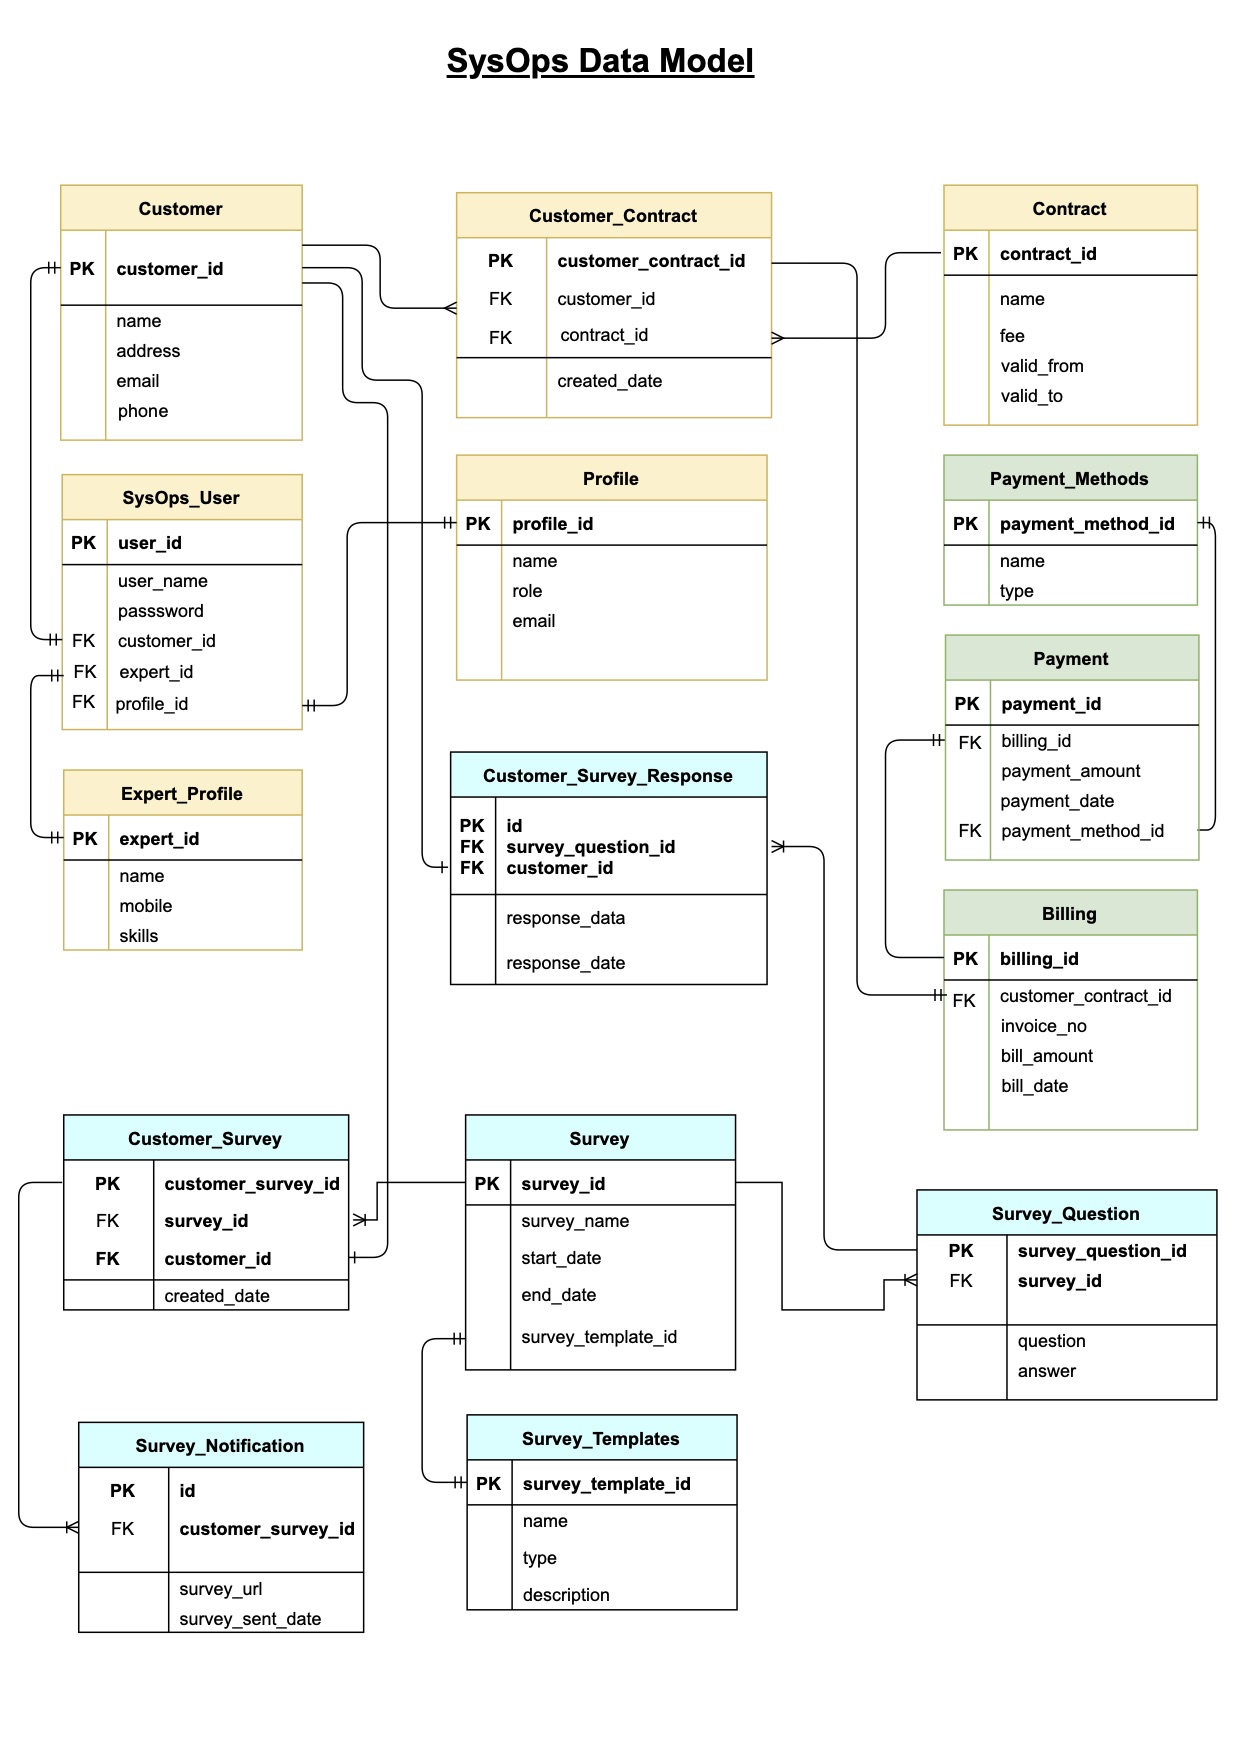 SysOps Data Model
Customer
PK customer_id
name
address
email
phone
Customer_Contract
PK customer_contract_id
FK customer_id
FK contract_id
created_date
Contract
PK contract_id
name
fee
valid_from
valid_to
SysOps_User
PK user_id
user_name
passsword
FK customer_id
FK expert_id
FK profile_id
Profile
PK profile_id
name
role
email
Payment_Methods
PK payment_method_id
name
type
Payment
PK payment_id
FK billing_id
payment_amount
payment_date
FK payment_method_id
Expert_Profile
PK expert_id
name
mobile
skills
Customer_Survey_Response
PK id
FK survey_question_id
FK customer_id
response_data
response_date
Billing
PK billing_id
FK customer_contract_id
invoice_no
bill_amount
bill_date
Customer_Survey
PK customer_survey_id
FK survey_id
FK customer_id
created_date
Survey
PK survey_id
survey_name
start_date
end_date
survey_template_id
Survey_Question
PK survey_question_id
FK survey_id
question
answer
Survey_Notification
PK id
FK customer_survey_id
survey_url
survey_sent_date
Survey_Templates
PK survey_template_id
name
type
description